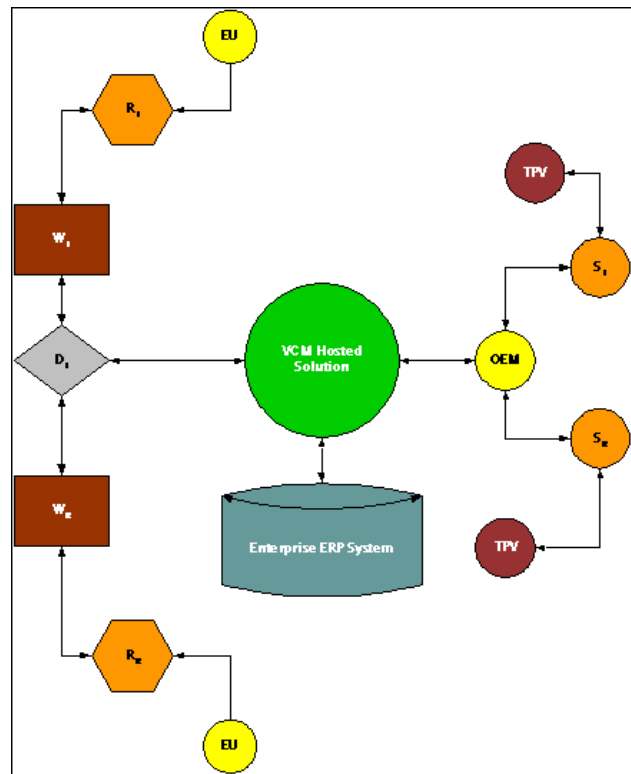 EU
R₁
TPV
W₁
S₁
VCM Hosted
Solution
D₁
OEM
S₂
W₂
Enterprise ERP System
TPV
R₂
EU